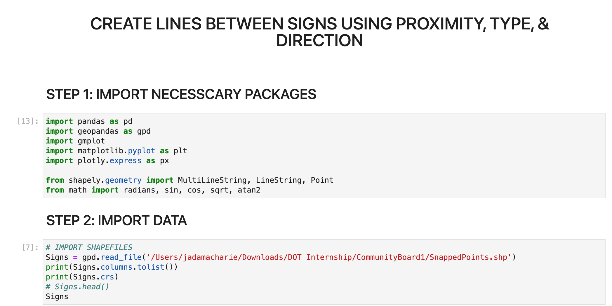 CREATE LINES BETWEEN SIGNS USING PROXIMITY, TYPE, &
DIRECTION
STEP 1: IMPORT NECESSCARY PACKAGES
[13]: import pandas as pd
import geopandas as gpd
import gmplot
import matplotlib.pyplot as plt
import plotly.express as px
from shapely.geometry import MultiLineString, LineString, Point
from math import radians, sin, cos, sqrt, atan2
STEP 2: IMPORT DATA
[7]: # IMPORT SHAPEFILES
Signs = gpd.read_file('/Users/jadamacharie/Downloads/DOT Internship/CommunityBoard1/SnappedPoints.shp')
print(Signs.columns.tolist())
print(Signs.crs)
# Signs.head()
Signs